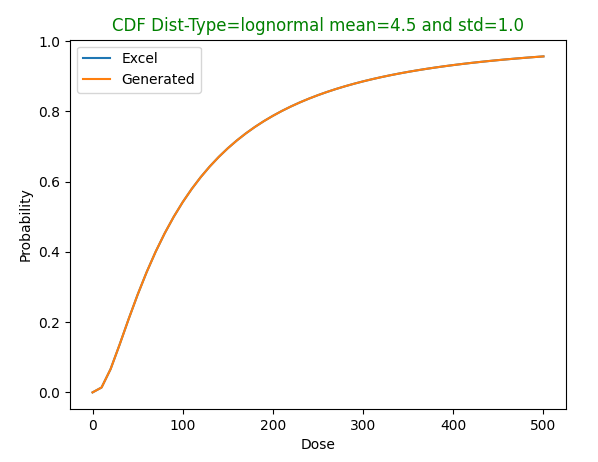 CDF Dist-Type=lognormal mean=4.5 and std=1.0
Excel
Generated
1.0
0.8
0.6
0.4
0.2
0.0
Probability
0 100 200 300 400 500
Dose